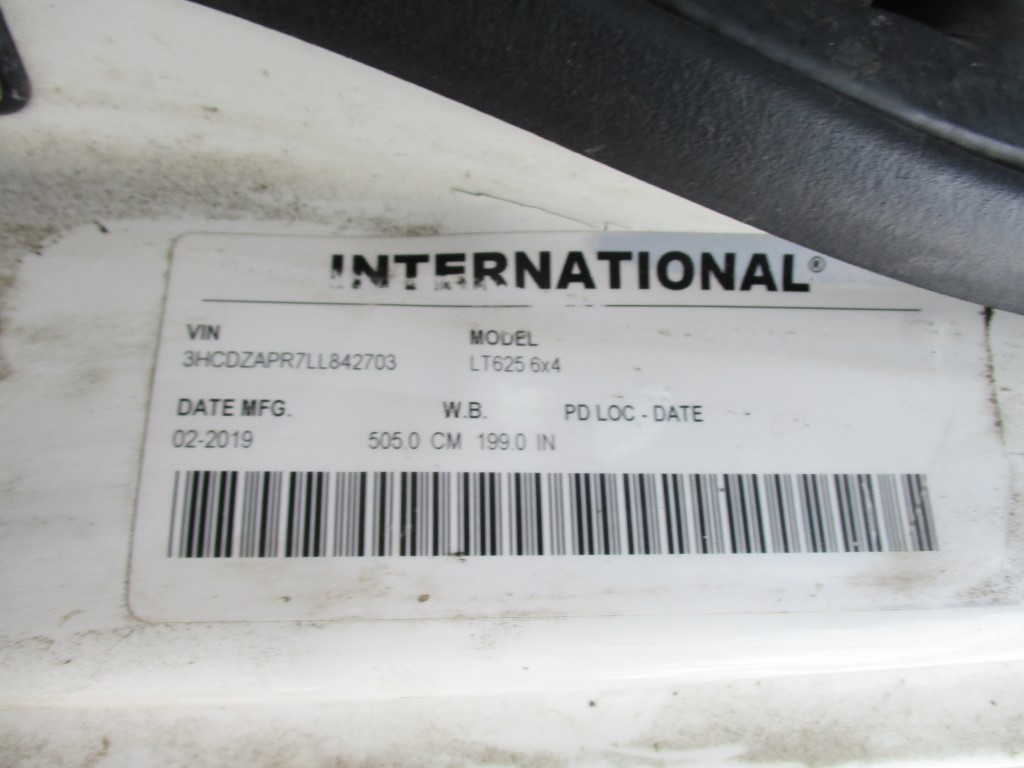 INTERNATIONAL®
VIN MODEL
3HCDZAPR7LL842703 LT625 6x4
DATE MFG. W.B. PD LOC - DATE
02-2019 505.0 CM 199.0 IN